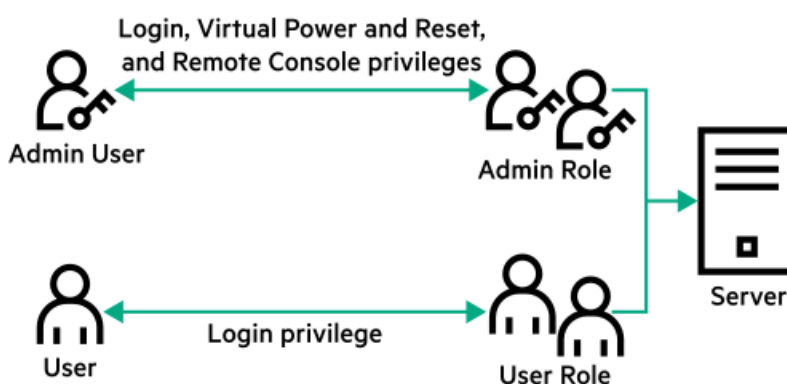 Login, Virtual Power and Reset,
and Remote Console privileges
Admin User
Admin Role
Server
Login privilege
User
User Role